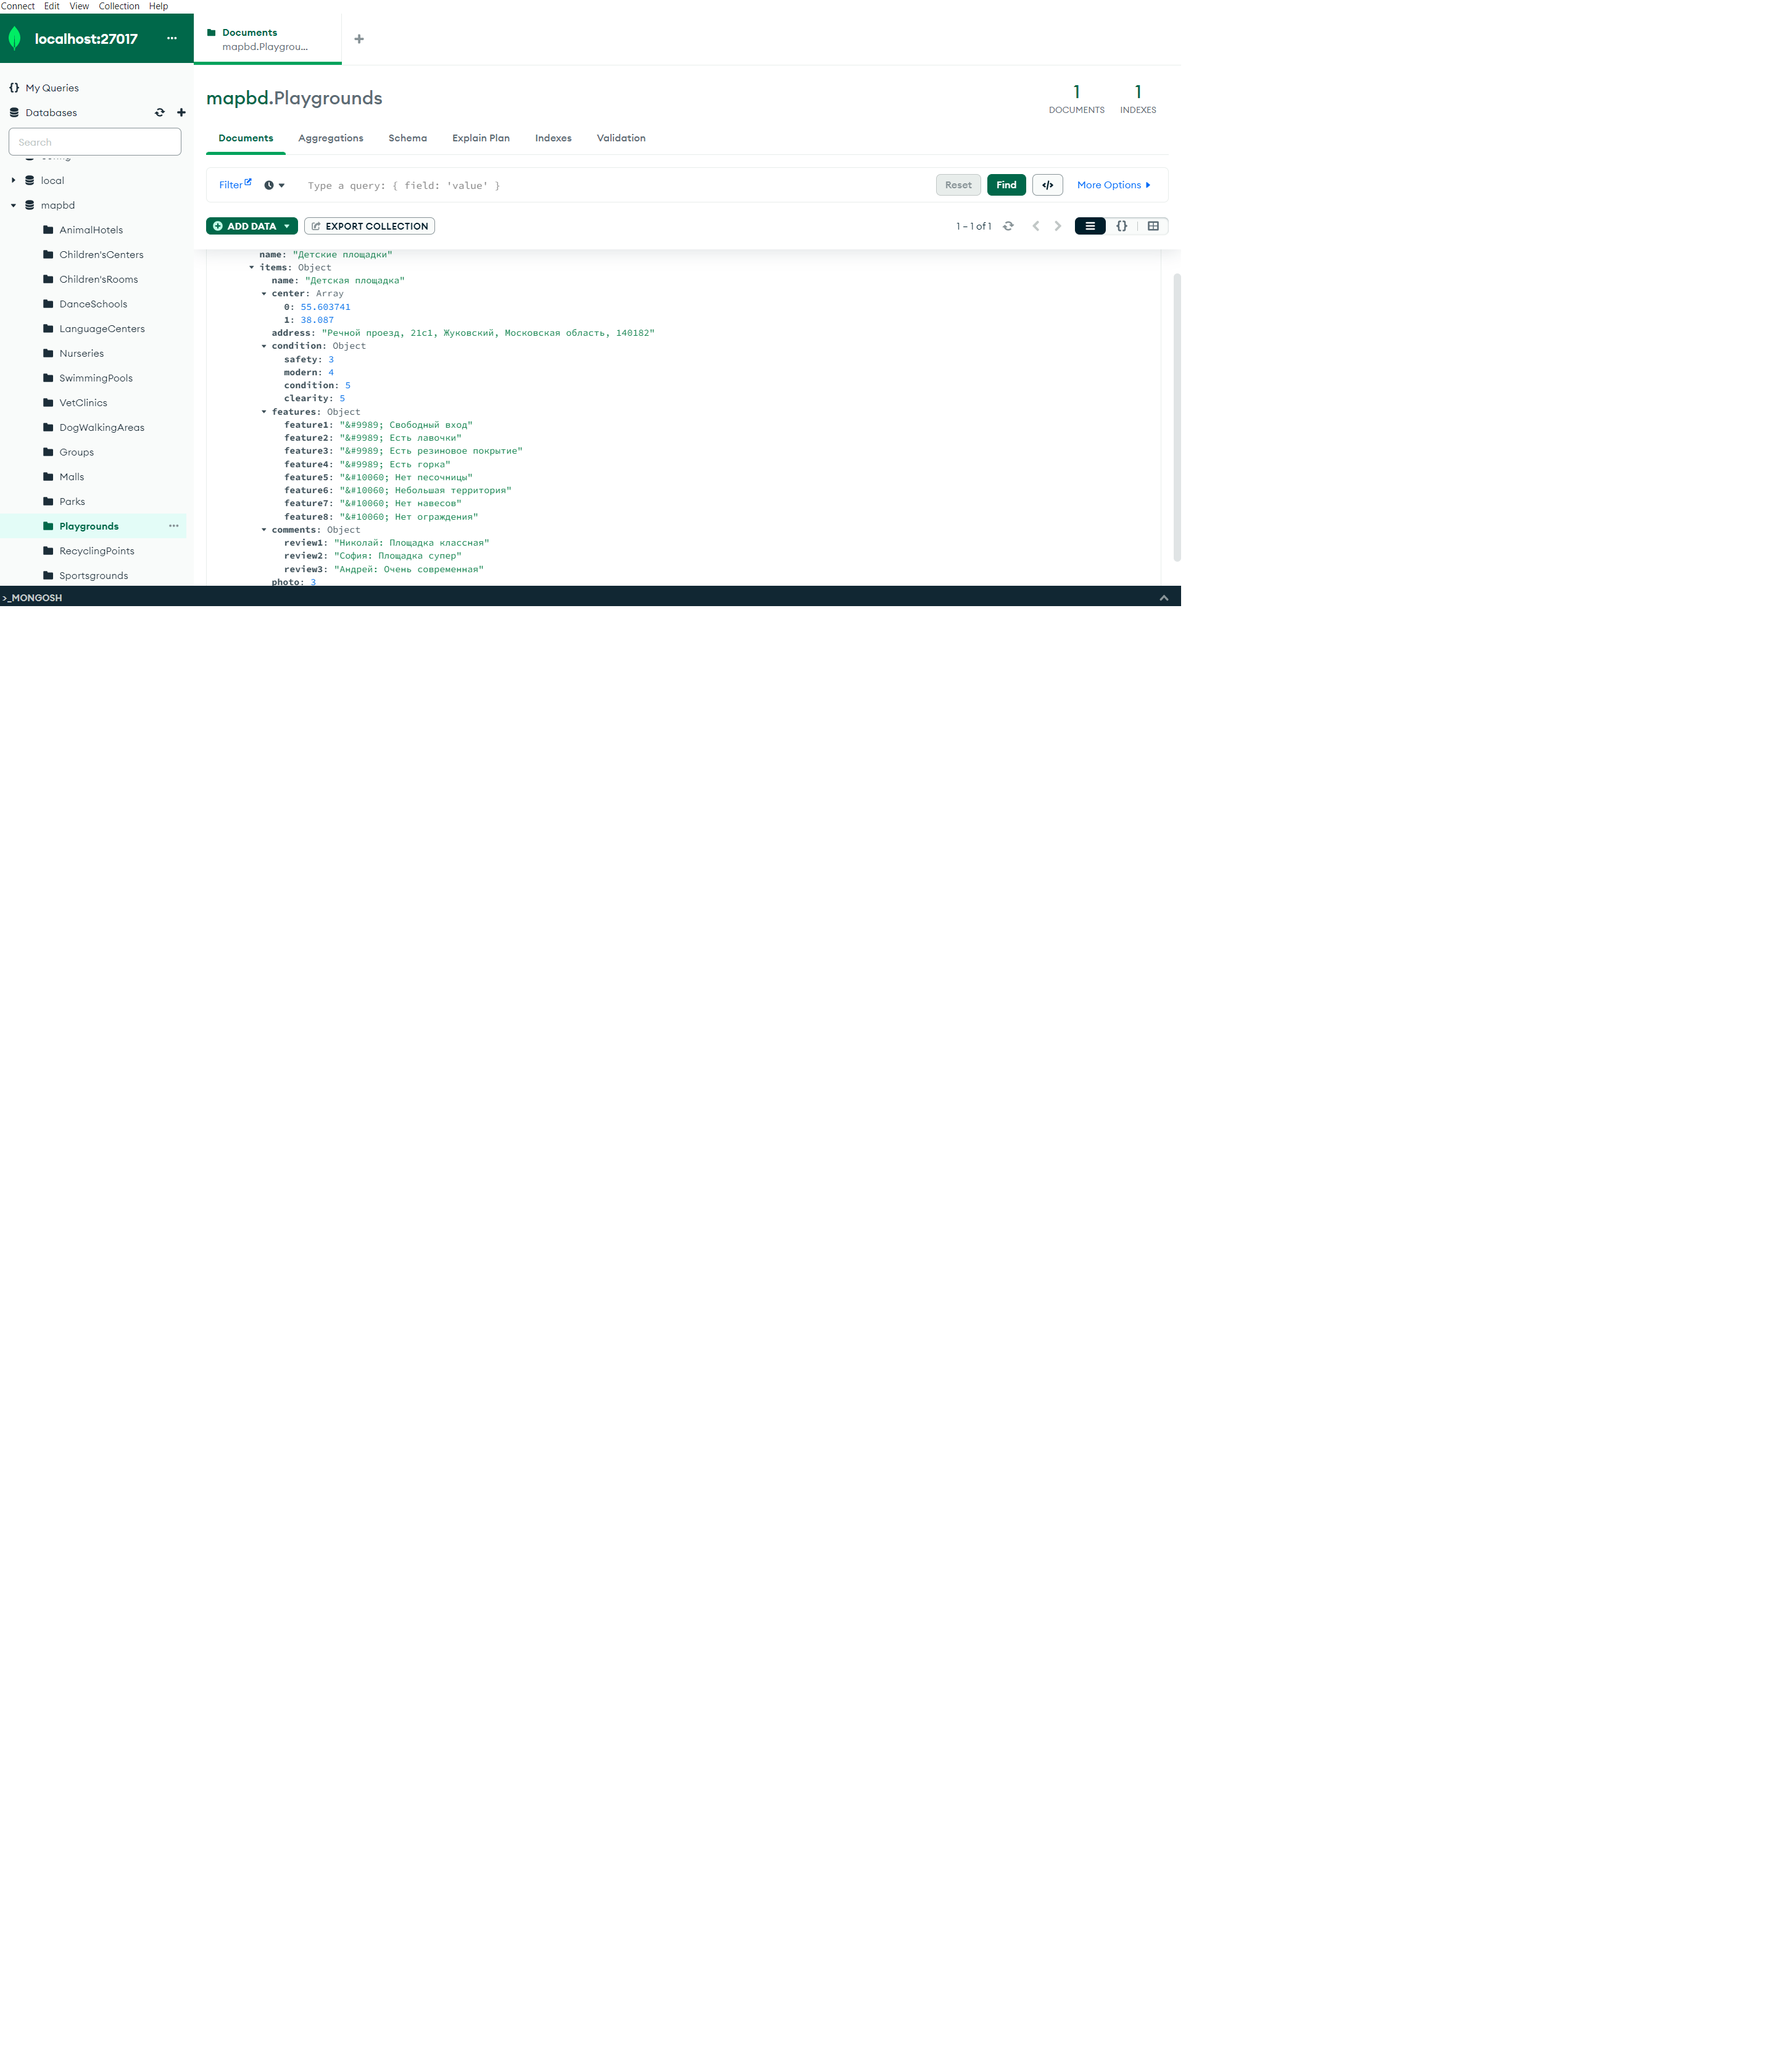 Connect Edit View Collection Help
localhost:27017
Documents
mapbd.Playgrou...
My Queries
Databases
Search
local
mapbd
AnimalHotels
Children'sCenters
Children'sRooms
DanceSchools
LanguageCenters
Nurseries
SwimmingPools
VetClinics
DogWalkingAreas
Groups
Malls
Parks
Playgrounds
RecyclingPoints
Sportsgrounds
mapbd.Playgrounds
1 DOCUMENTS
1 INDEXES
Documents Aggregations Schema Explain Plan Indexes Validation
Filter Type a query: { field: 'value' } Reset Find </> More Options
ADD DATA EXPORT COLLECTION 1 – 1 of 1 {}
name: "Детские площадки"
items: Object
name: "Детская площадка"
center: Array
0: 55.603741
1: 38.087
address: "Речной проезд, 21с1, Жуковский, Московская область, 140182"
condition: Object
safety: 3
modern: 4
condition: 5
clearity: 5
features: Object
feature1: "&#9989; Свободный вход"
feature2: "&#9989; Есть лавочки"
feature3: "&#9989; Есть резиновое покрытие"
feature4: "&#9989; Есть горка"
feature5: "&#10060; Нет песочницы"
feature6: "&#10060; Небольшая территория"
feature7: "&#10060; Нет навесов"
feature8: "&#10060; Нет ограждения"
comments: Object
review1: "Николай: Площадка классная"
review2: "София: Площадка супер"
review3: "Андрей: Очень современная"
photo: 3
>_MONGOSH